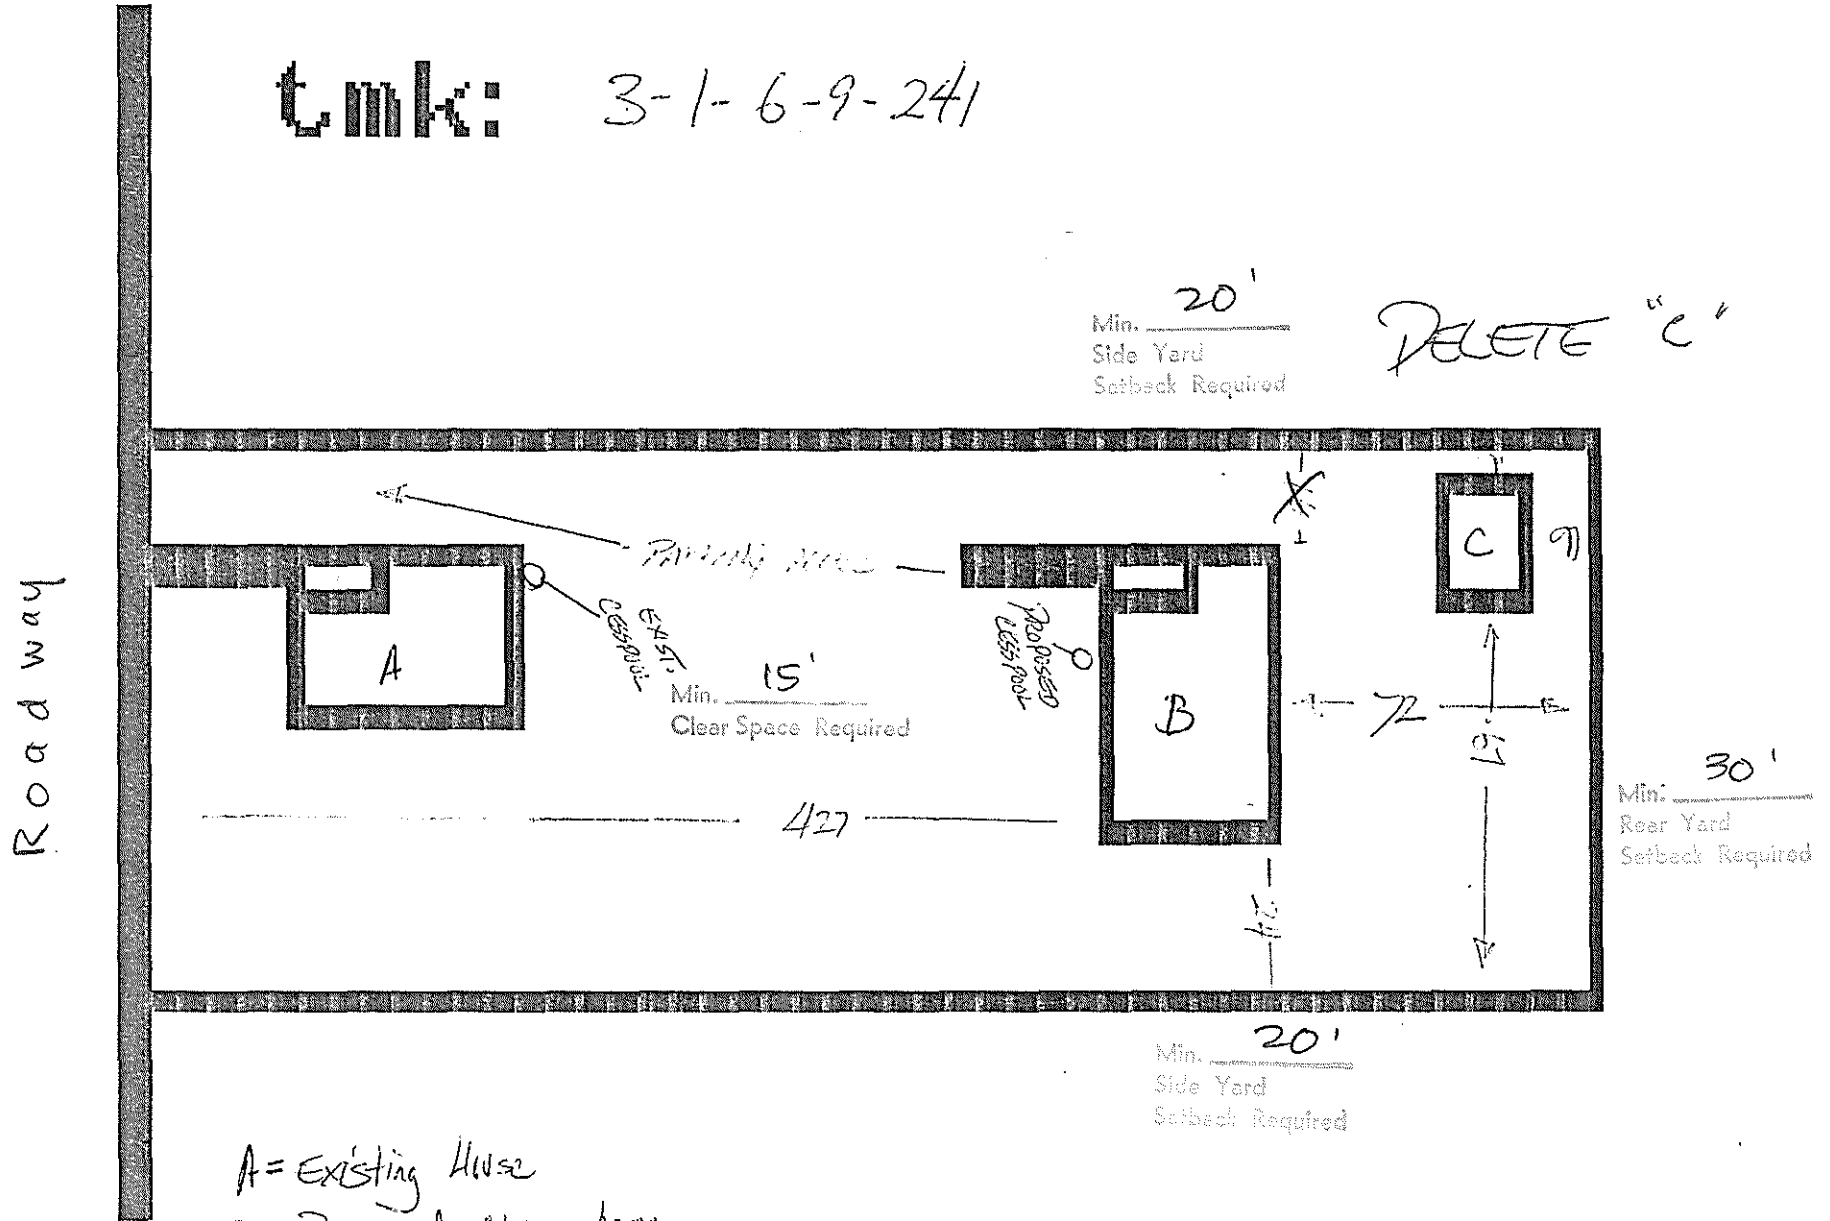 tmk: 3-1-6-9-241
Min. 20'
Side Yard
Setback Required
DELETE "C"
C
A
EXIST.
CESSPOOL
PROPOSED
CESSPOOL
Min. 15'
Clear Space Required
B
72
67
427
24
Min. 30'
Rear Yard
Setback Required
Roadway
Min. 20'
Side Yard
Setback Required
A = Existing House